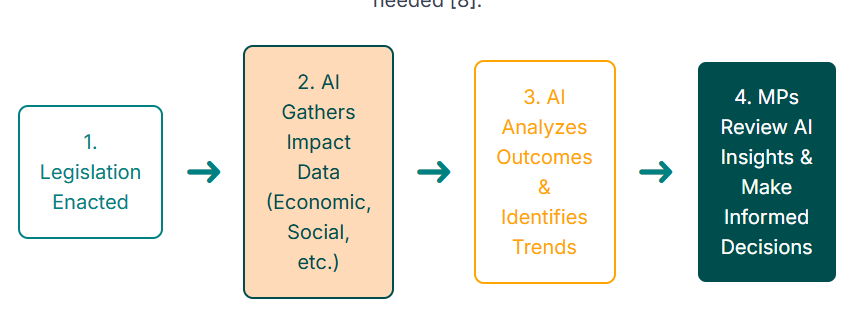 needed [8].
1.
Legislation
Enacted
2. AI
Gathers
Impact
Data
(Economic,
Social,
etc.)
3. AI
Analyzes
Outcomes
&
Identifies
Trends
4. MPs
Review AI
Insights &
Make
Informed
Decisions